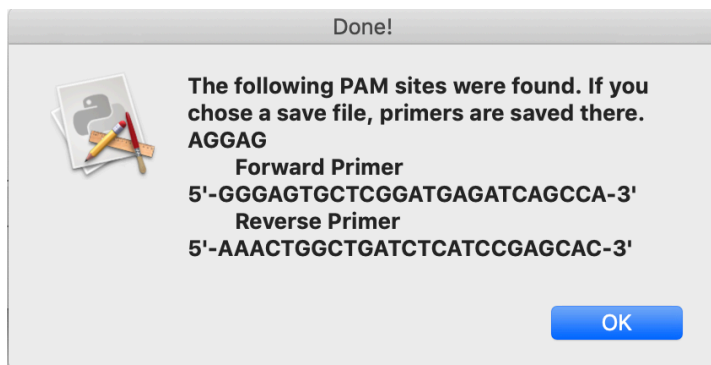 Done!
The following PAM sites were found. If you
chose a save file, primers are saved there.
AGGAG
Forward Primer
5'-GGGAGTGCTCGGATGAGATCAGCCA-3'
Reverse Primer
5'-AAACTGGCTGATCTCATCCGAGCAC-3'
OK